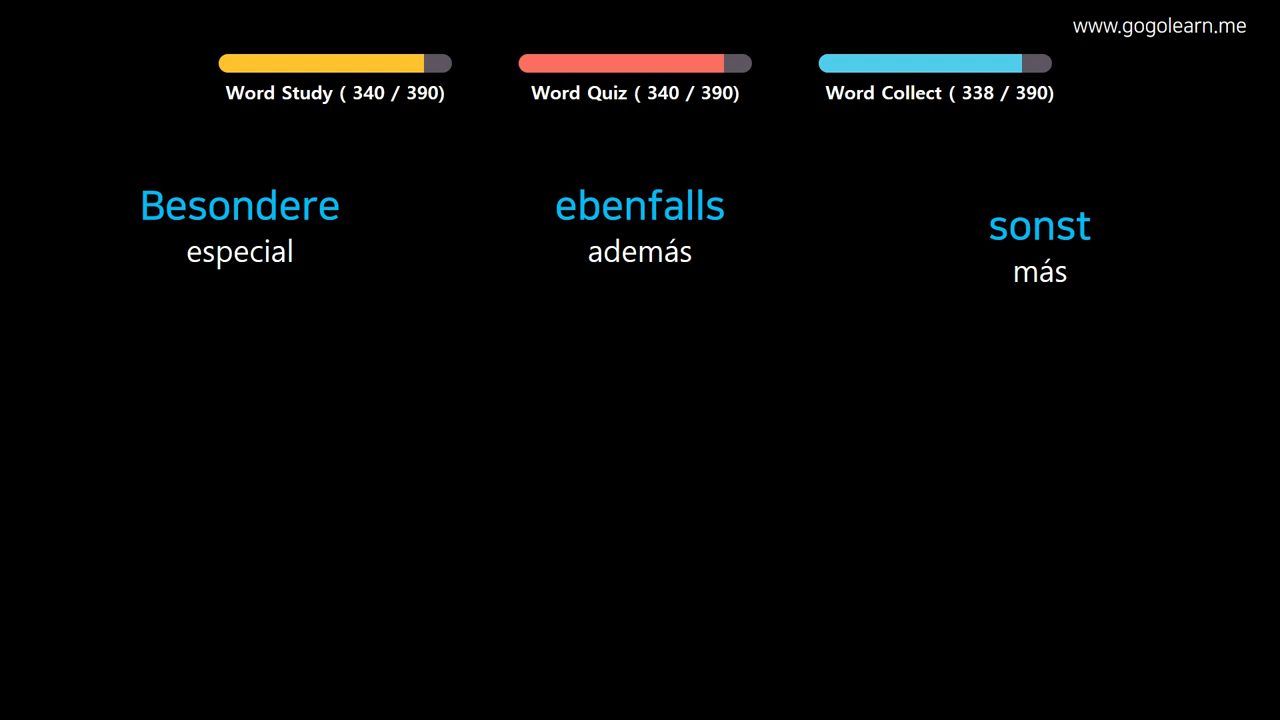 www.gogolearn.me
Word Study ( 340 / 390)
Word Quiz ( 340 / 390)
Word Collect ( 338 / 390)
Besondere
especial
ebenfalls
además
sonst
más